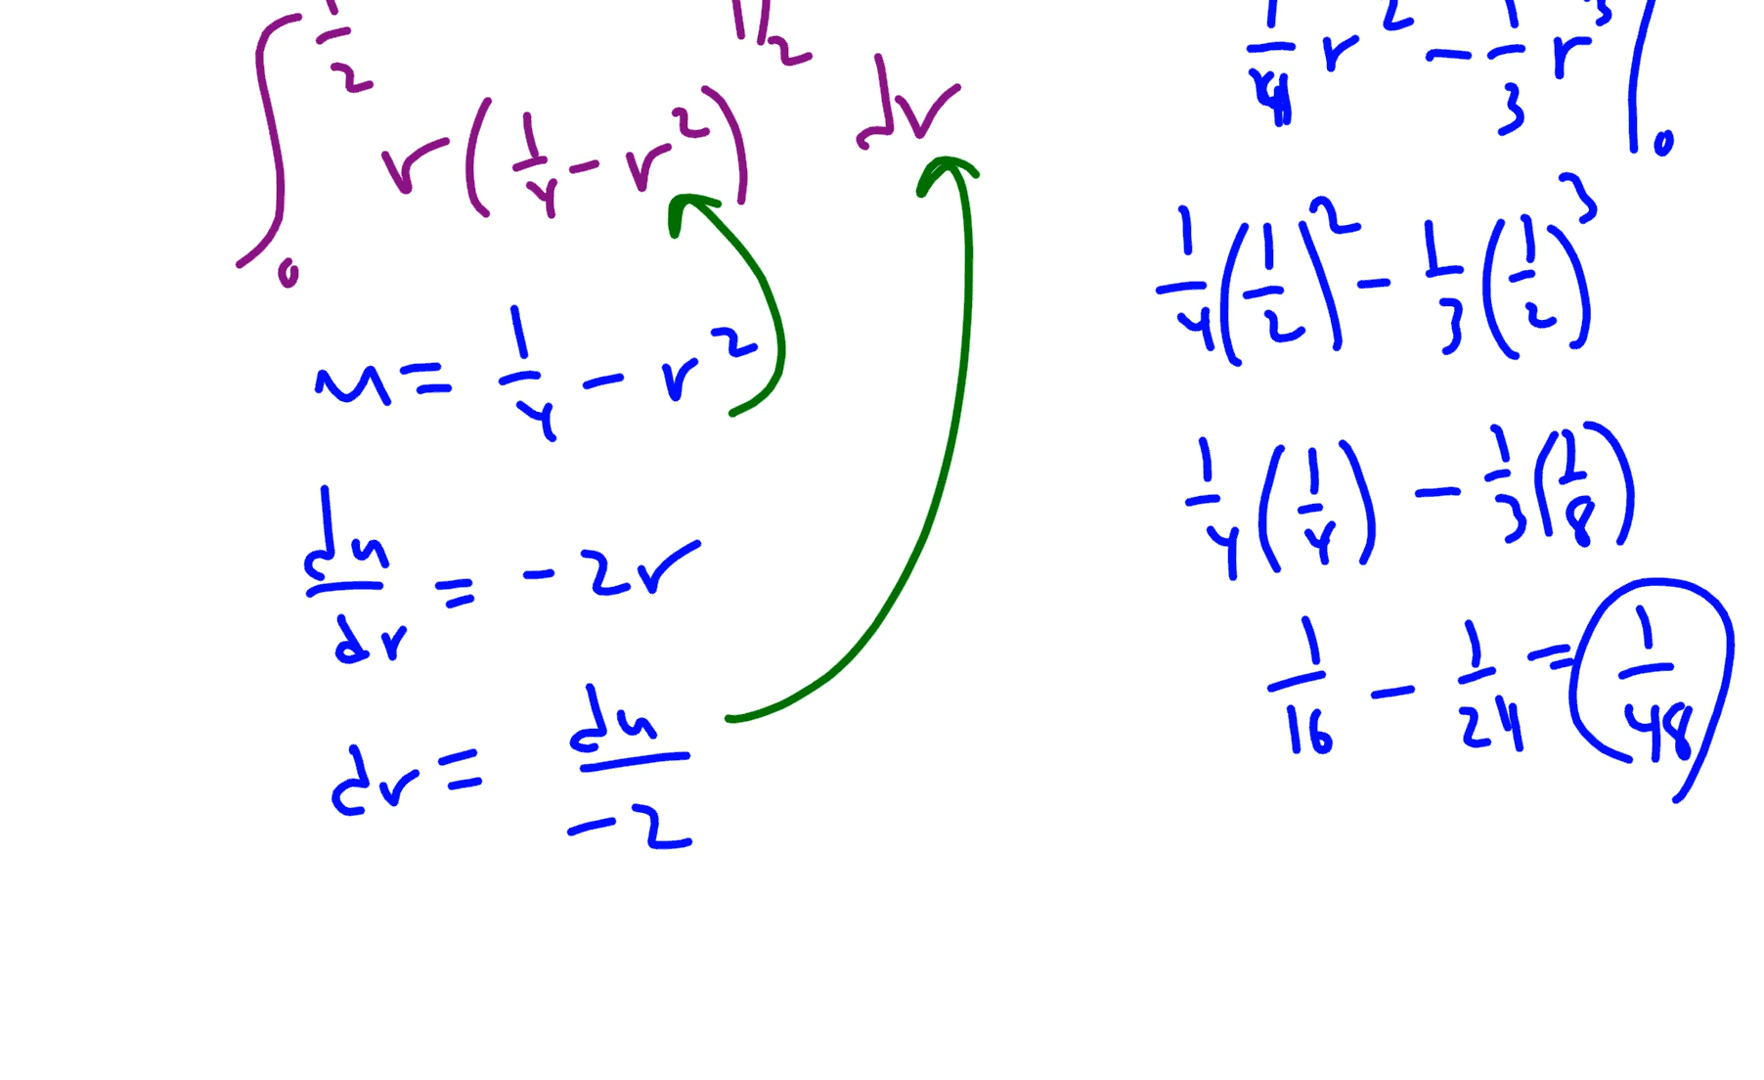 ∫₀^(1/2) r(1/4 - r²)^(1/2) dr
u = 1/4 - r²
du/dr = -2r
dr = du/-2
1/4 r² - 1/3 r³ |₀
1/4 (1/2)² - 1/3 (1/2)³
1/4 (1/4) - 1/3 (1/8)
1/16 - 1/24 = 1/48